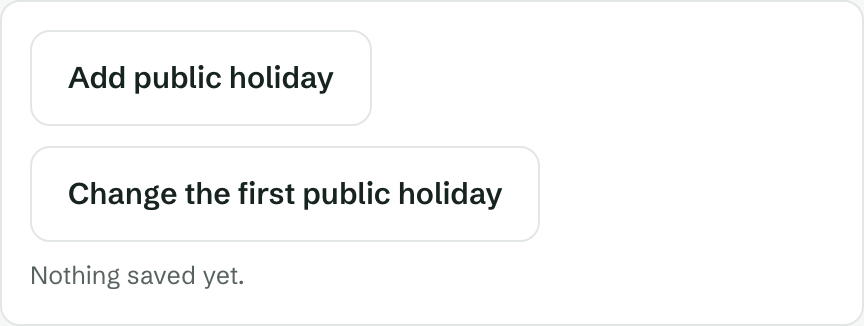 Add public holiday
Change the first public holiday
Nothing saved yet.